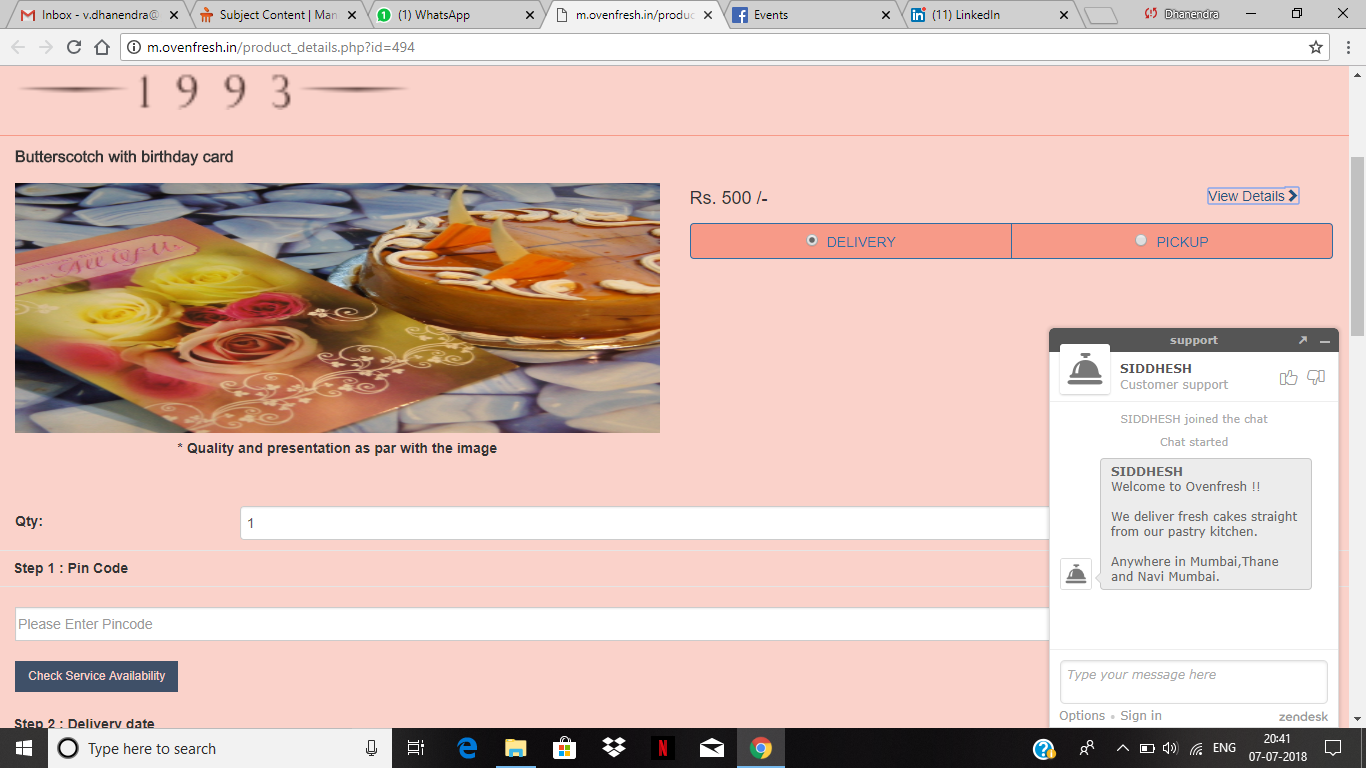 Inbox - v.dhanendra@
Subject Content | Man
(1) WhatsApp
m.ovenfresh.in/produc
Events
(11) LinkedIn
Dhanendra
m.ovenfresh.in/product_details.php?id=494
1993
Butterscotch with birthday card
All of Us
Rs. 500 /-
View Details
DELIVERY
PICKUP
* Quality and presentation as par with the image
Qty:
1
Step 1 : Pin Code
Please Enter Pincode
Check Service Availability
Step 2 : Delivery date
support
SIDDHESH
Customer support
SIDDHESH joined the chat
Chat started
SIDDHESH
Welcome to Ovenfresh !!
We deliver fresh cakes straight
from our pastry kitchen.
Anywhere in Mumbai,Thane
and Navi Mumbai.
Type your message here
Options • Sign in
zendesk
Type here to search
ENG
20:41
07-07-2018